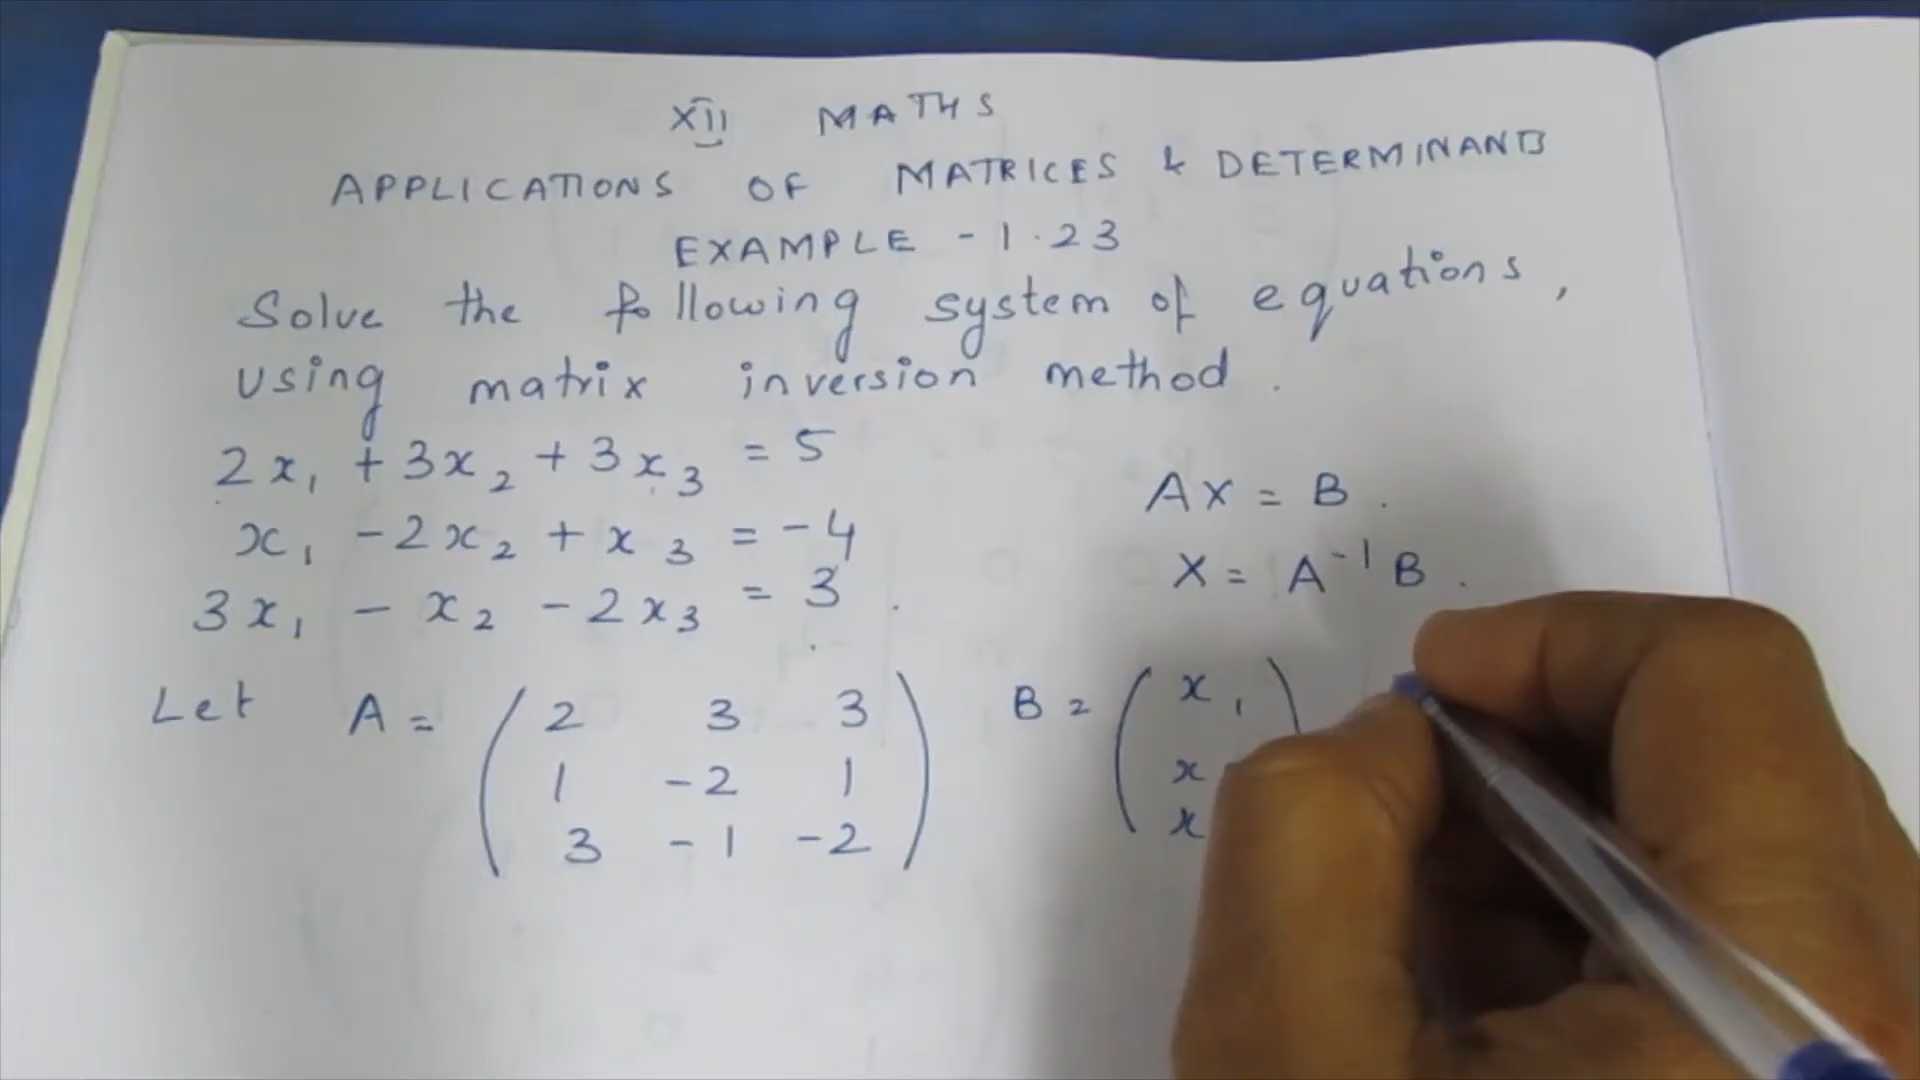 XII MATHS
APPLICATIONS OF MATRICES & DETERMINANTS
EXAMPLE - 1.23
Solve the following system of equations,
using matrix inversion method.
2x₁ + 3x₂ + 3x₃ = 5
x₁ - 2x₂ + x₃ = -4
3x₁ - x₂ - 2x₃ = 3.
AX = B.
X = A⁻¹B.
Let A = ( 2 3 3 B = ( x₁ )
1 -2 1 x
3 -1 -2 ) x